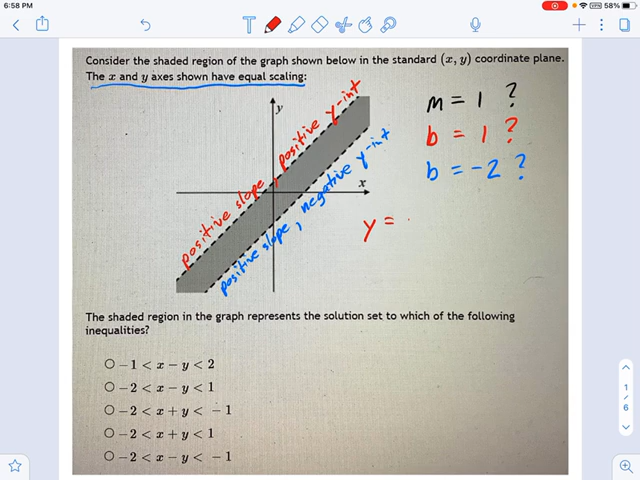 6:58 PM
VPN 58%
Consider the shaded region of the graph shown below in the standard (x, y) coordinate plane.
The x and y axes shown have equal scaling:
y
x
positive slope, positive y-int
positive slope, negative y-int
m = 1 ?
b = 1 ?
b = -2 ?
y =
The shaded region in the graph represents the solution set to which of the following
inequalities?
-1 < x - y < 2
-2 < x - y < 1
-2 < x + y < -1
-2 < x + y < 1
-2 < x - y < -1
1
/
6